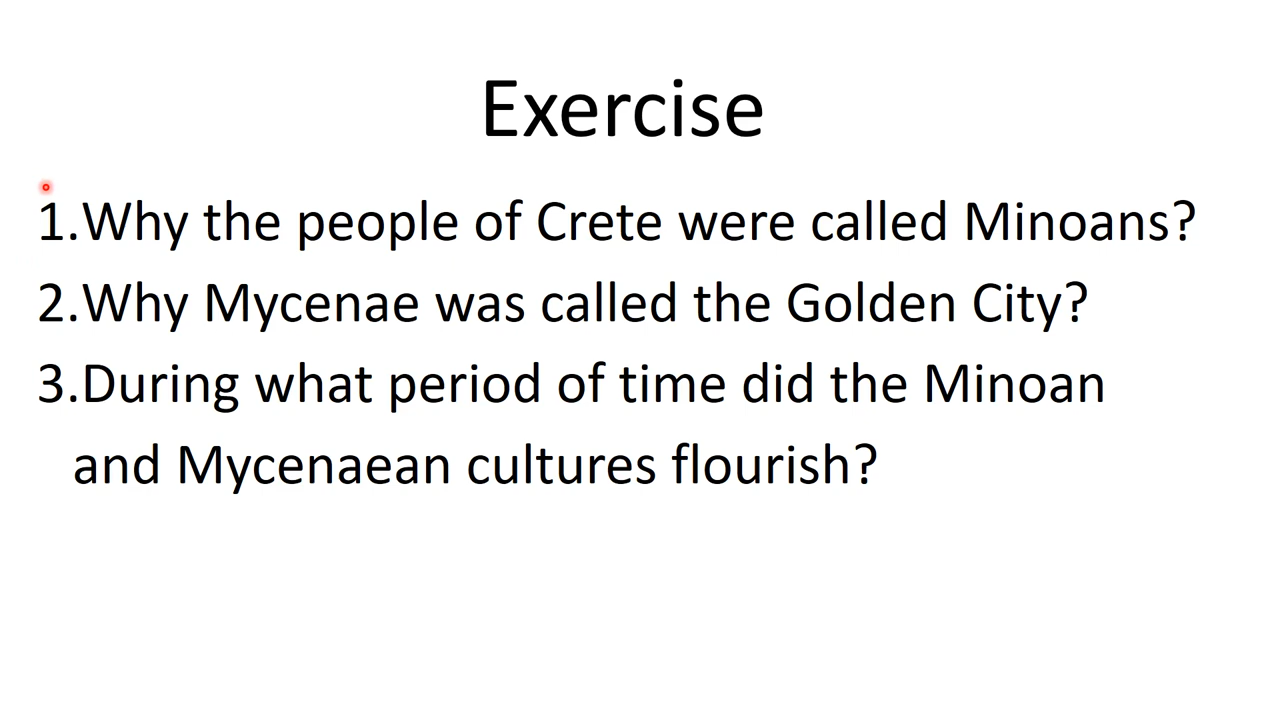 Exercise
1.Why the people of Crete were called Minoans?
2.Why Mycenae was called the Golden City?
3.During what period of time did the Minoan
and Mycenaean cultures flourish?